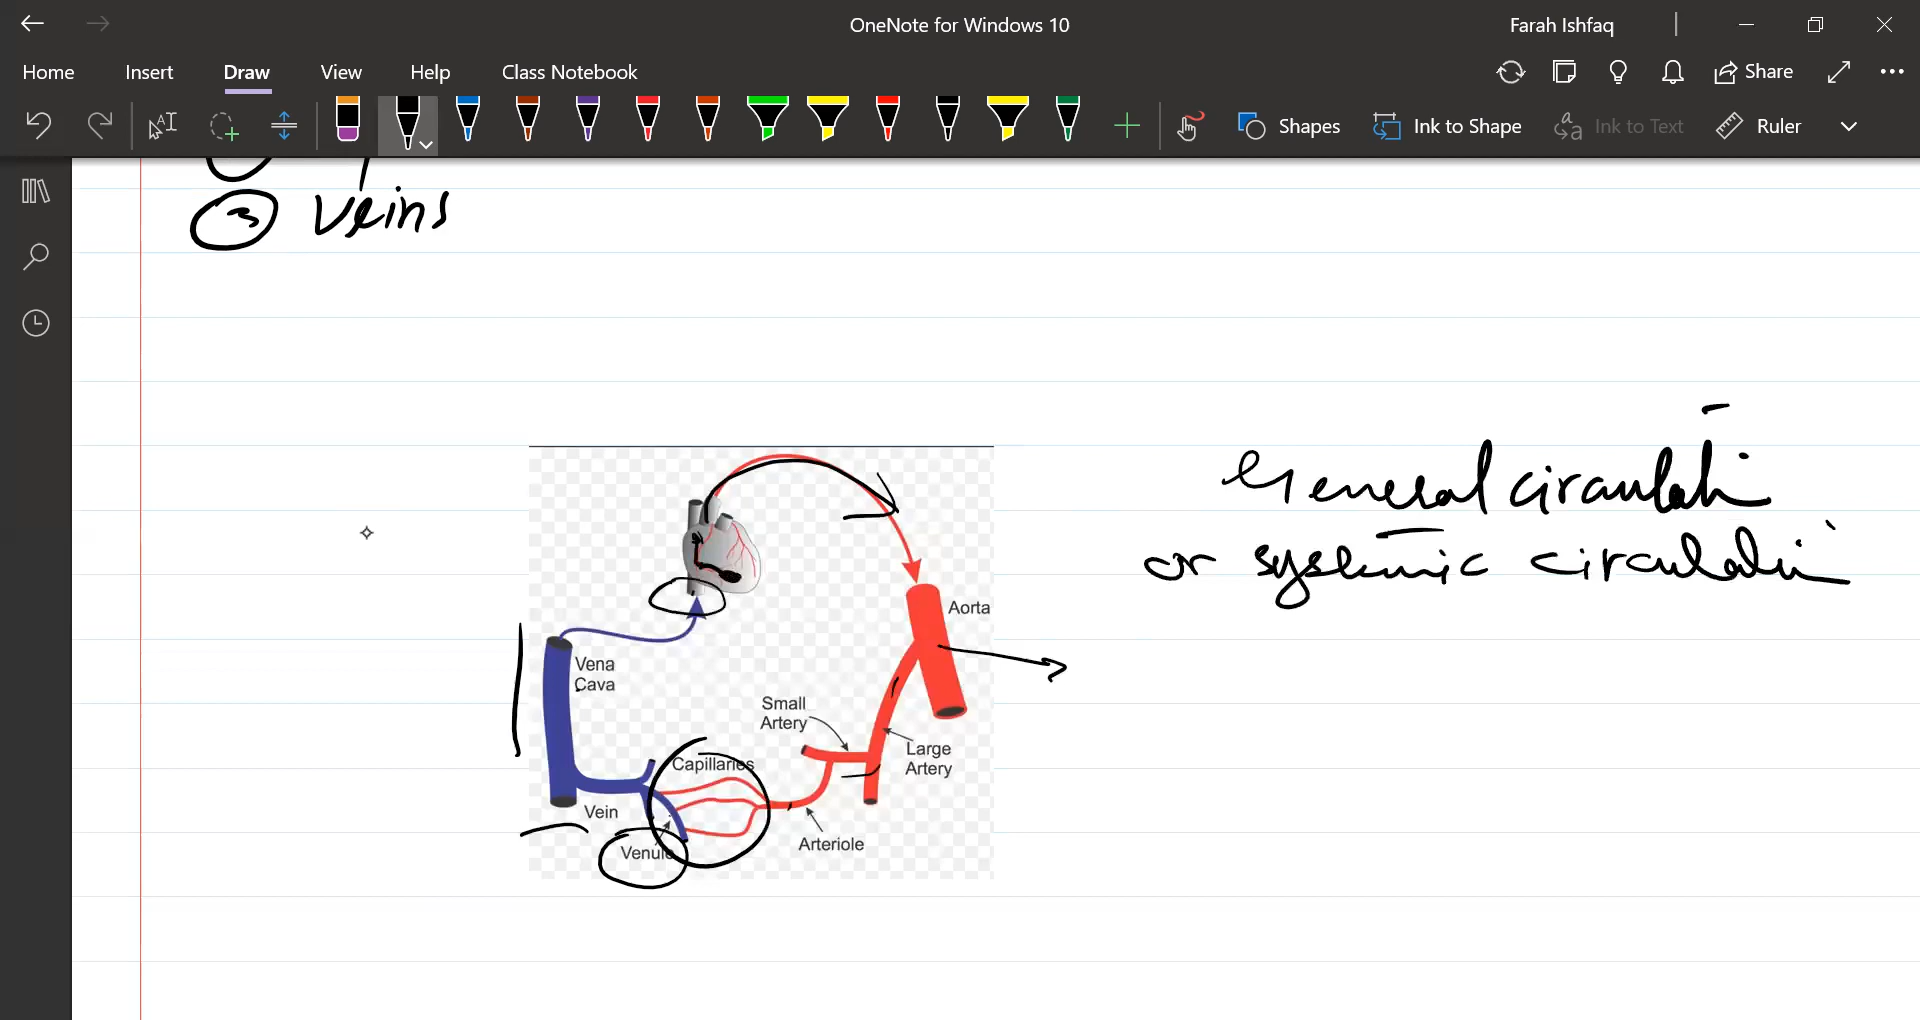 OneNote for Windows 10
Farah Ishfaq
Home Insert Draw View Help Class Notebook
Share
Shapes Ink to Shape Ink to Text Ruler
3 Veins
General circulati
or systemic circulatin
Aorta
Vena
Cava
Small
Artery
Large
Artery
Capillaries
Vein
Venule
Arteriole